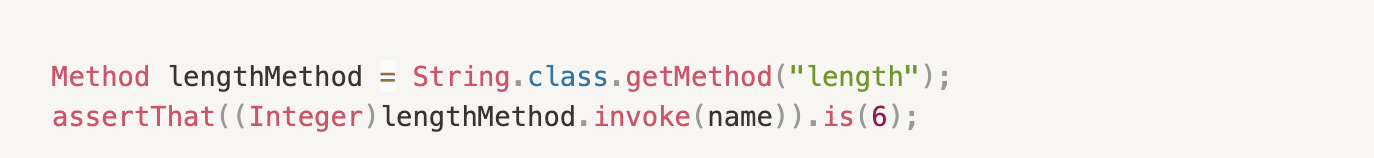 Method lengthMethod = String.class.getMethod("length");
assertThat((Integer)lengthMethod.invoke(name)).is(6);